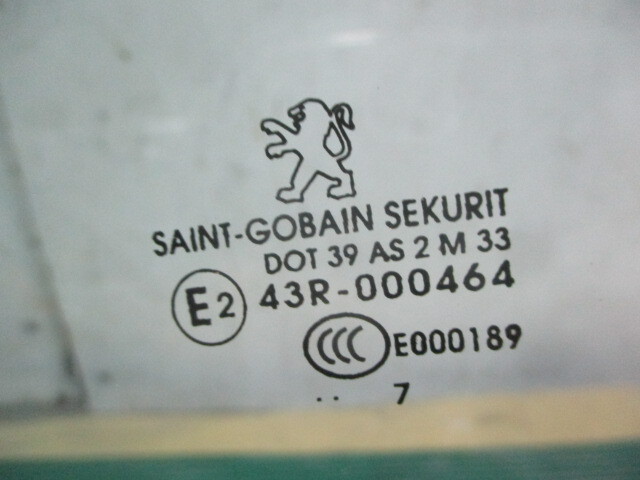 SAINT-GOBAIN SEKURIT
DOT 39 AS 2 M 33
E2 43R-000464
CCC E000189
.. 7